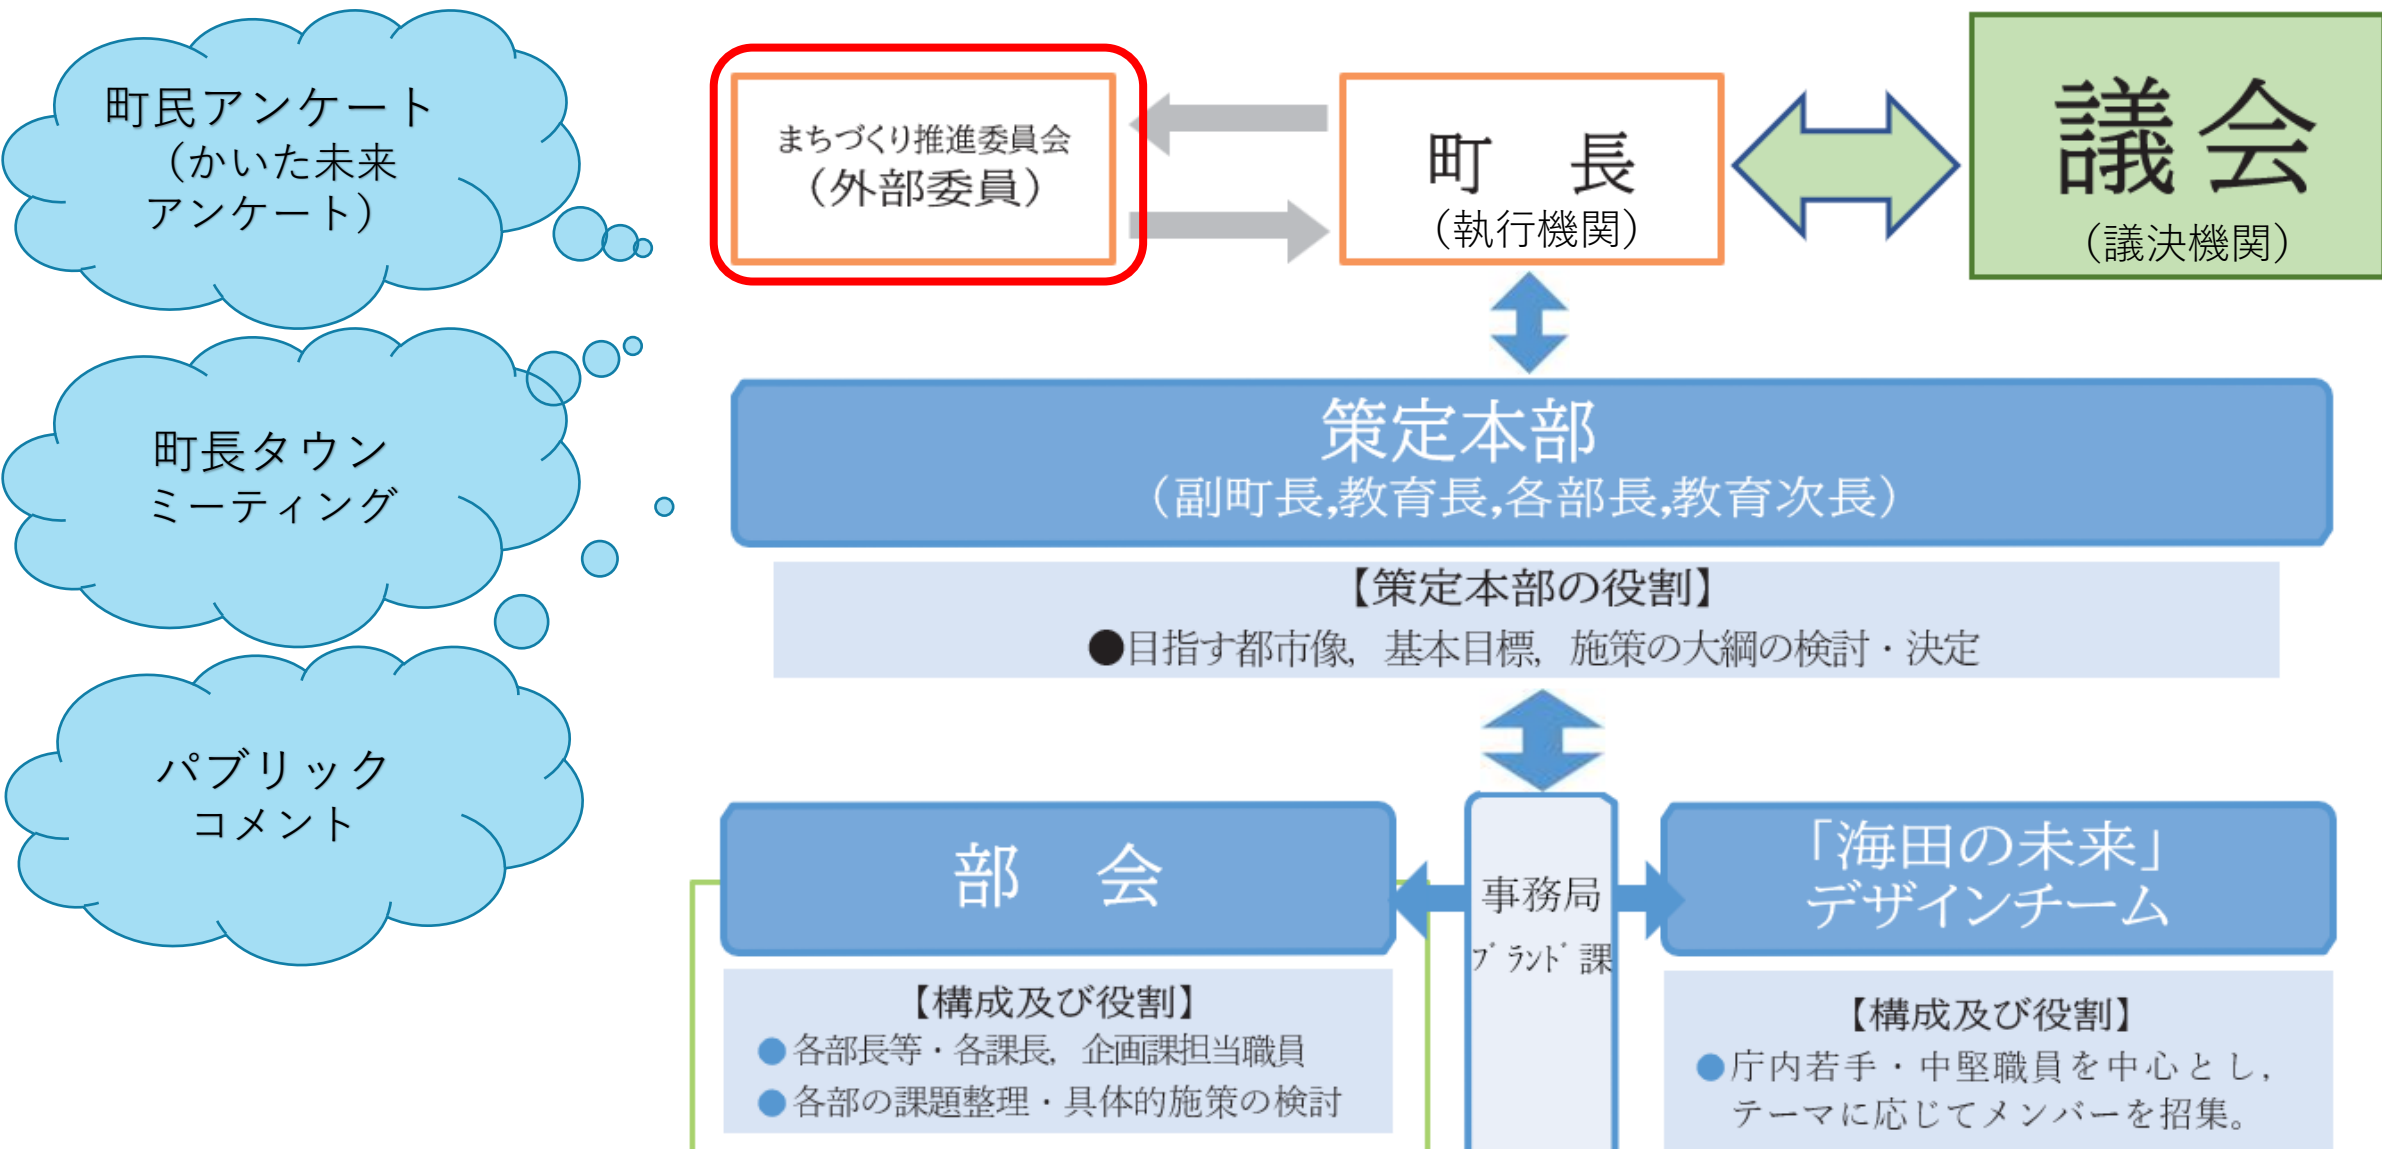 町民アンケート
（かいた未来
アンケート）
町長タウン
ミーティング
パブリック
コメント
まちづくり推進委員会
（外部委員）
町　長
（執行機関）
議会
（議決機関）
策定本部
（副町長,教育長,各部長,教育次長）
【策定本部の役割】
●目指す都市像，基本目標，施策の大綱の検討・決定
部　会
【構成及び役割】
●各部長等・各課長，企画課担当職員
●各部の課題整理・具体的施策の検討
事務局
ﾌﾞﾗﾝﾄﾞ課
「海田の未来」
デザインチーム
【構成及び役割】
●庁内若手・中堅職員を中心とし，
テーマに応じてメンバーを招集。